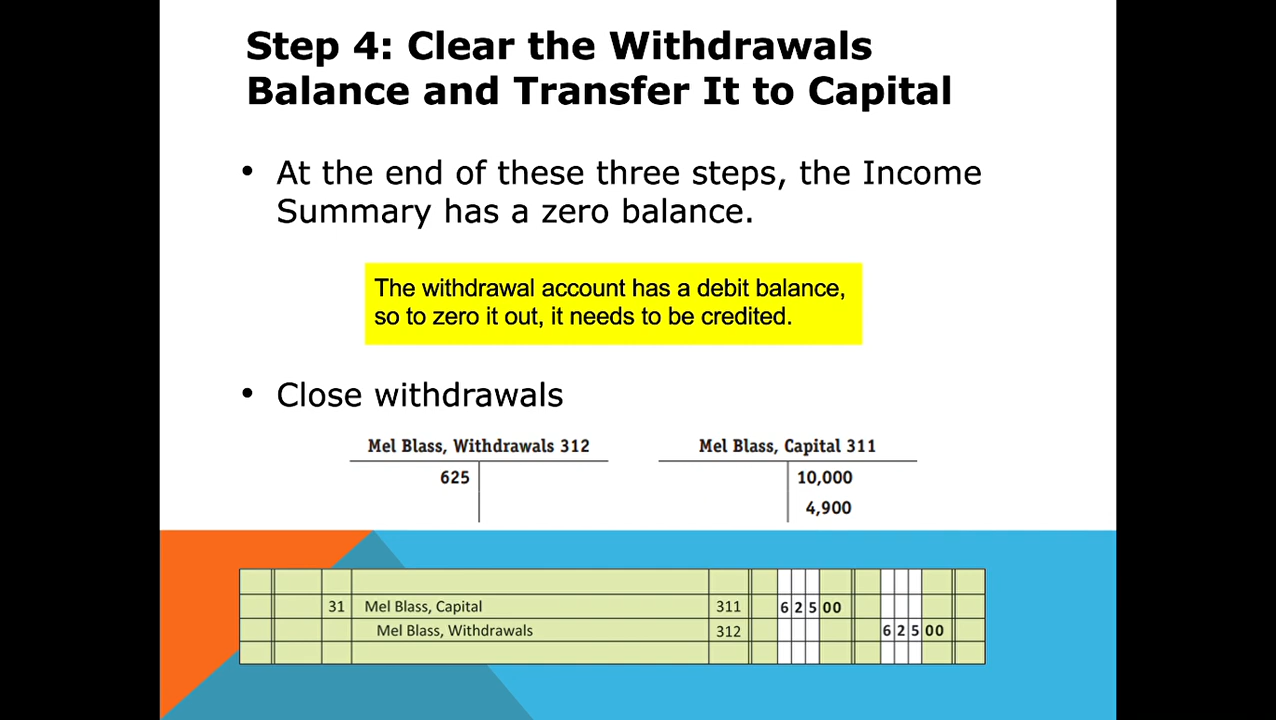 Step 4: Clear the Withdrawals
Balance and Transfer It to Capital
• At the end of these three steps, the Income
Summary has a zero balance.
The withdrawal account has a debit balance,
so to zero it out, it needs to be credited.
• Close withdrawals
Mel Blass, Withdrawals 312
625
Mel Blass, Capital 311
10,000
4,900
31 Mel Blass, Capital 311 6 2 5 00
Mel Blass, Withdrawals 312 6 2 5 00